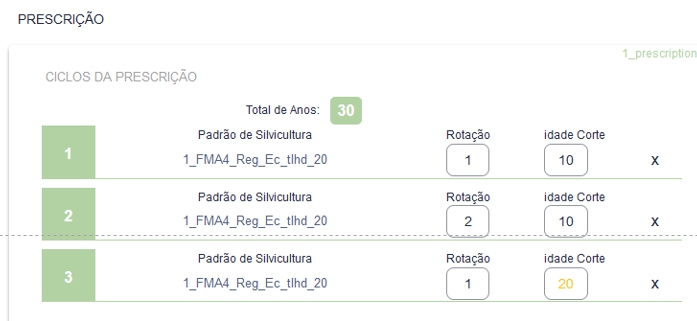 PRESCRIÇÃO
1_prescription
CICLOS DA PRESCRIÇÃO
Total de Anos: 30
Padrão de Silvicultura Rotação idade Corte
1 1_FMA4_Reg_Ec_tlhd_20 1 10 x
Padrão de Silvicultura Rotação idade Corte
2 1_FMA4_Reg_Ec_tlhd_20 2 10 x
Padrão de Silvicultura Rotação idade Corte
3 1_FMA4_Reg_Ec_tlhd_20 1 20 x